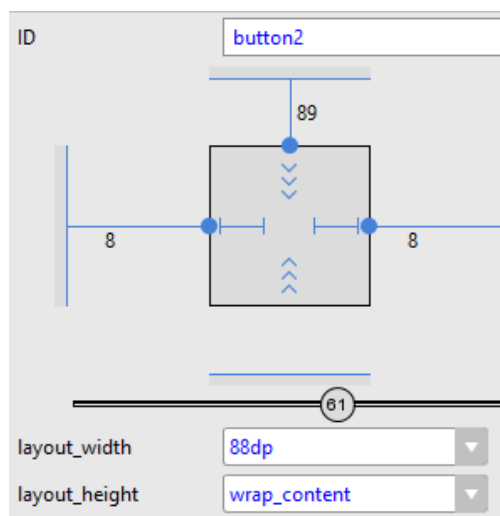 ID
button2
89
8
8
61
layout_width
88dp
layout_height
wrap_content